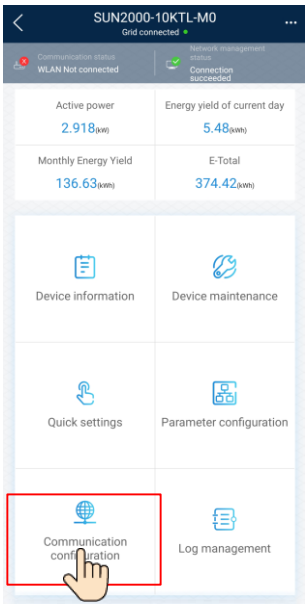 SUN2000-10KTL-M0
Grid connected
Communication status
WLAN Not connected
Network management
status
Connection
succeeded
Active power
2.918(kW)
Energy yield of current day
5.48(kWh)
Monthly Energy Yield
136.63(kWh)
E-Total
374.42(kWh)
Device information
Device maintenance
Quick settings
Parameter configuration
Communication
configuration
Log management